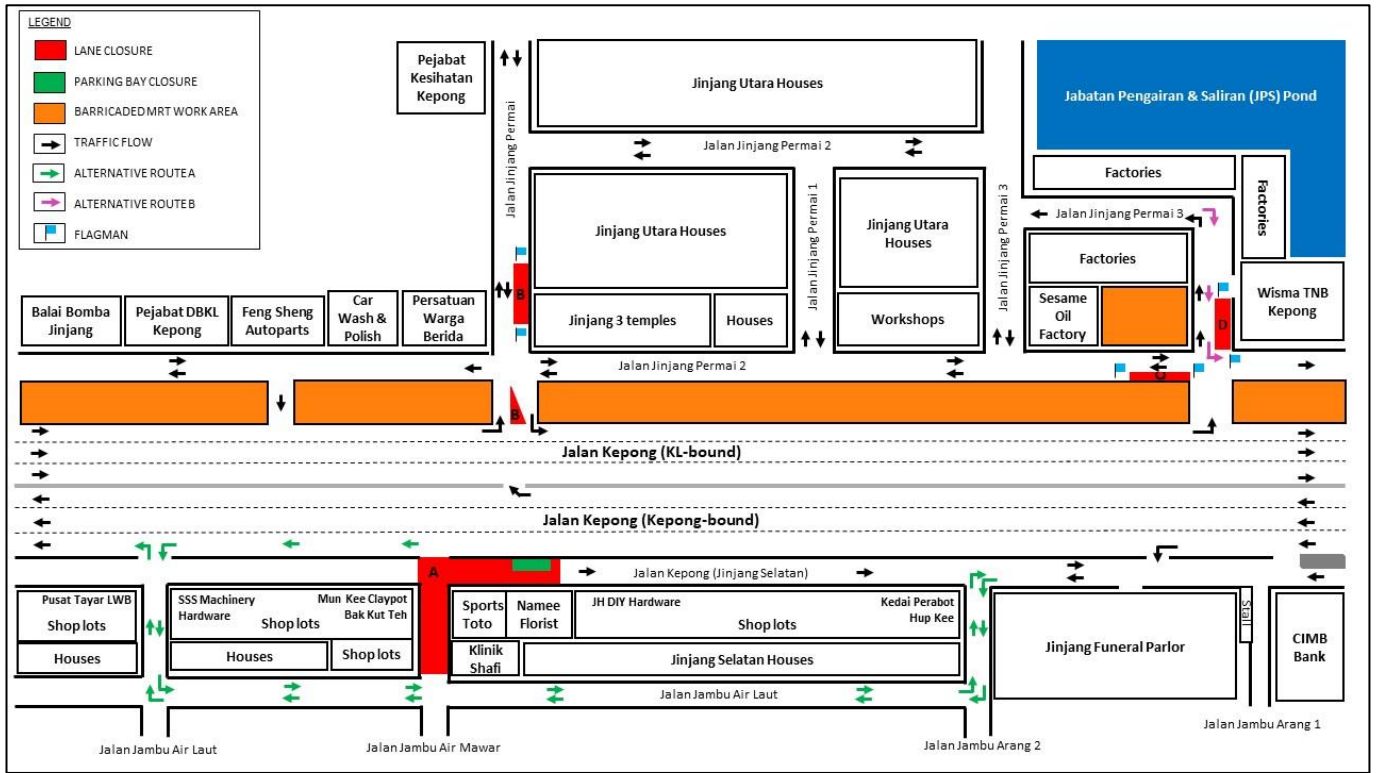 LEGEND
LANE CLOSURE
PARKING BAY CLOSURE
BARRICADED MRT WORK AREA
TRAFFIC FLOW
ALTERNATIVE ROUTE A
ALTERNATIVE ROUTE B
FLAGMAN
Pejabat
Kesihatan
Kepong
Jinjang Utara Houses
Jabatan Pengairan & Saliran (JPS) Pond
Jalan Jinjang Permai
Jalan Jinjang Permai 2
Factories
Factories
Jinjang Utara Houses
Jalan Jinjang Permai 1
Jinjang Utara
Houses
Jalan Jinjang Permai 3
Jalan Jinjang Permai 3
Factories
B
Balai Bomba
Jinjang
Pejabat DBKL
Kepong
Feng Sheng
Autoparts
Car
Wash &
Polish
Persatuan
Warga
Berida
Jinjang 3 temples
Houses
Workshops
Sesame
Oil
Factory
D
Wisma TNB
Kepong
Jalan Jinjang Permai 2
C
B
Jalan Kepong (KL-bound)
Jalan Kepong (Kepong-bound)
A
Jalan Kepong (Jinjang Selatan)
Pusat Tayar LWB
Shop lots
Houses
SSS Machinery
Hardware
Mun Kee Claypot
Bak Kut Teh
Shop lots
Houses
Shop lots
Sports
Toto
Namee
Florist
JH DIY Hardware
Shop lots
Kedai Perabot
Hup Kee
Klinik
Shafi
Jinjang Selatan Houses
Jinjang Funeral Parlor
Stall
CIMB
Bank
Jalan Jambu Air Laut
Jalan Jambu Air Laut
Jalan Jambu Air Mawar
Jalan Jambu Arang 2
Jalan Jambu Arang 1